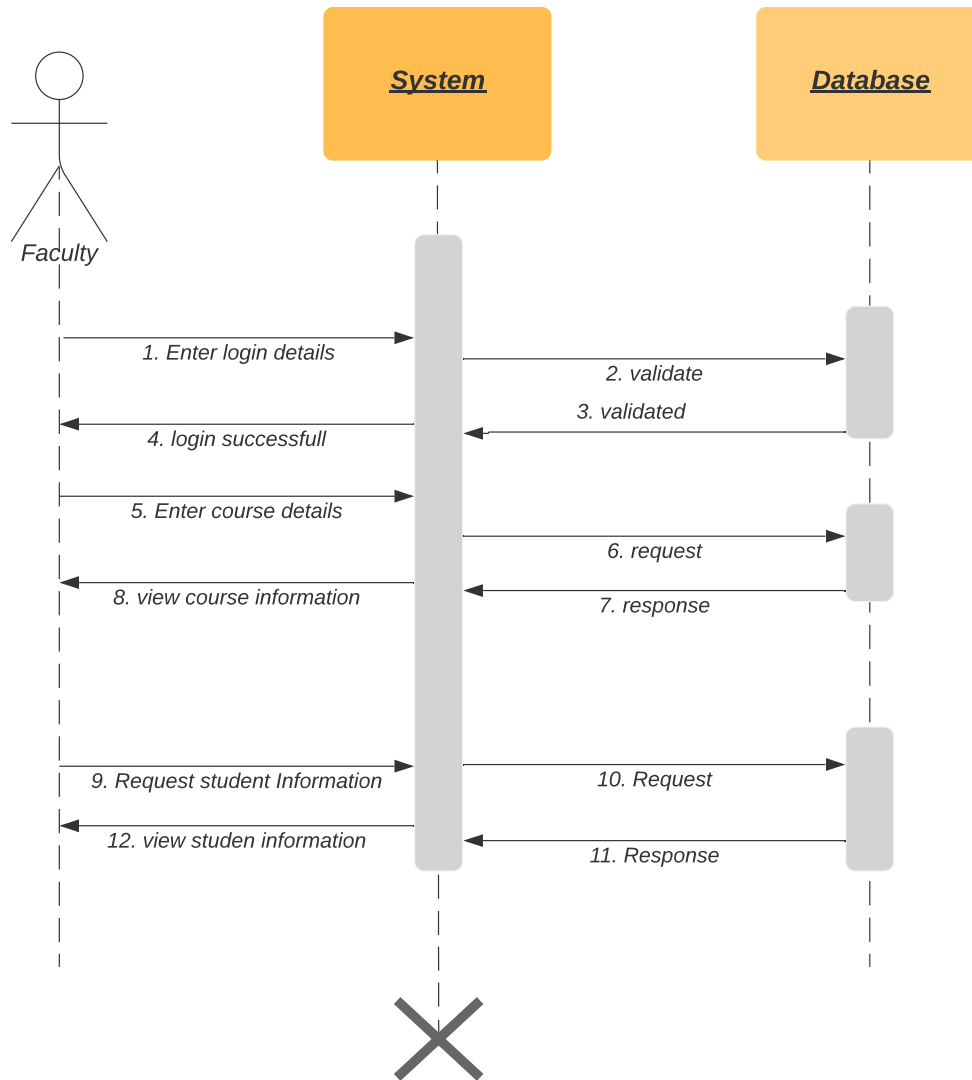 System
Database
Faculty
1. Enter login details
2. validate
3. validated
4. login successfull
5. Enter course details
6. request
7. response
8. view course information
9. Request student Information
10. Request
11. Response
12. view studen information